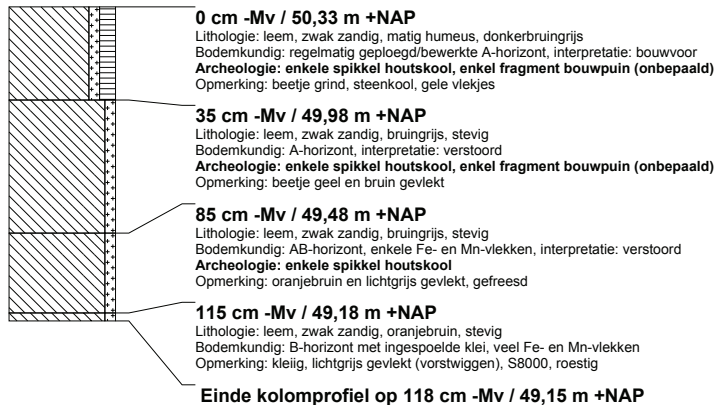 0 cm -Mv / 50,33 m +NAP
Lithologie: leem, zwak zandig, matig humeus, donkerbruingrijs
Bodemkundig: regelmatig geploegd/bewerkte A-horizont, interpretatie: bouwvoor
Archeologie: enkele spikkel houtskool, enkel fragment bouwpuin (onbepaald)
Opmerking: beetje grind, steenkool, gele vlekjes
35 cm -Mv / 49,98 m +NAP
Lithologie: leem, zwak zandig, bruingrijs, stevig
Bodemkundig: A-horizont, interpretatie: verstoord
Archeologie: enkele spikkel houtskool, enkel fragment bouwpuin (onbepaald)
Opmerking: beetje geel en bruin gevlekt
85 cm -Mv / 49,48 m +NAP
Lithologie: leem, zwak zandig, bruingrijs, stevig
Bodemkundig: AB-horizont, enkele Fe- en Mn-vlekken, interpretatie: verstoord
Archeologie: enkele spikkel houtskool
Opmerking: oranjebruin en lichtgrijs gevlekt, gefreesd
115 cm -Mv / 49,18 m +NAP
Lithologie: leem, zwak zandig, oranjebruin, stevig
Bodemkundig: B-horizont met ingespoelde klei, veel Fe- en Mn-vlekken
Opmerking: kleiig, lichtgrijs gevlekt (vorstwiggen), S8000, roestig
Einde kolomprofiel op 118 cm -Mv / 49,15 m +NAP